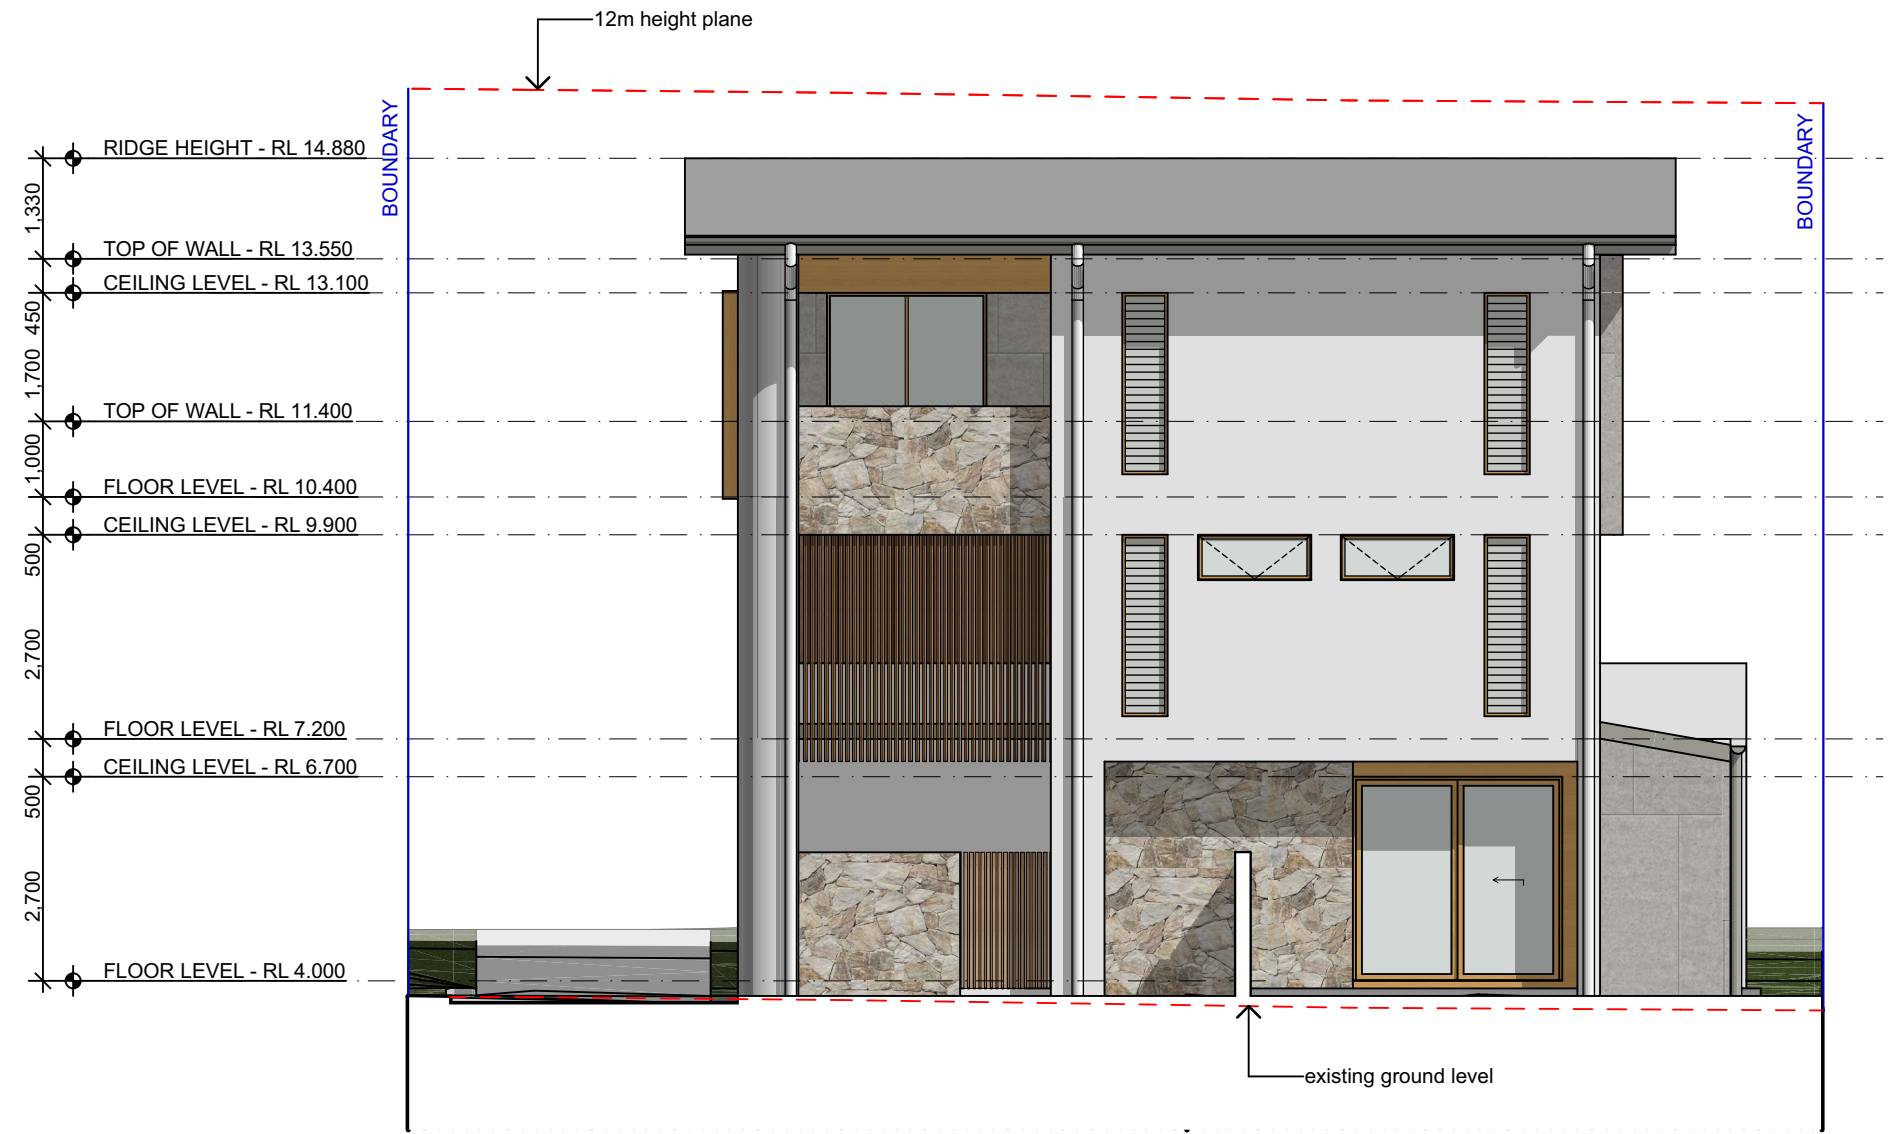 12m height plane
BOUNDARY
BOUNDARY
RIDGE HEIGHT - RL 14.880
1,330
TOP OF WALL - RL 13.550
CEILING LEVEL - RL 13.100
450
1,700
TOP OF WALL - RL 11.400
1,000
FLOOR LEVEL - RL 10.400
CEILING LEVEL - RL 9.900
500
2,700
FLOOR LEVEL - RL 7.200
CEILING LEVEL - RL 6.700
500
2,700
FLOOR LEVEL - RL 4.000
existing ground level